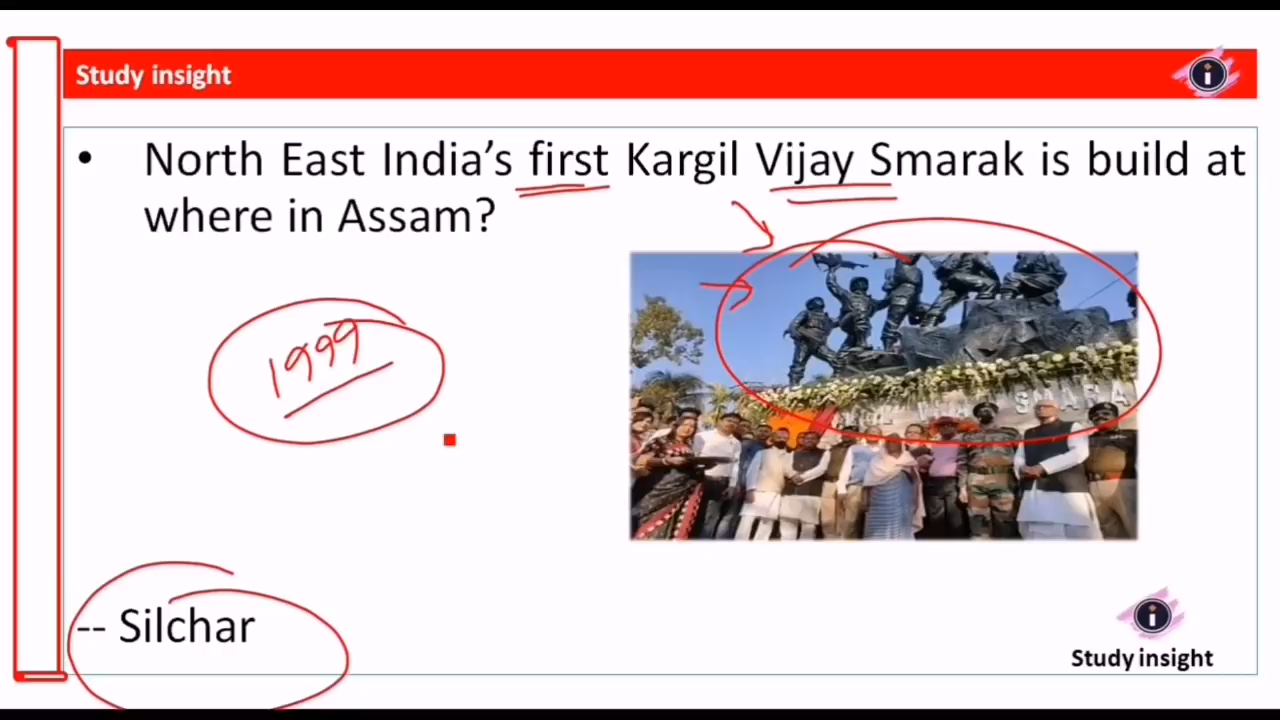 Study insight
• North East India's first Kargil Vijay Smarak is build at
where in Assam?
1999
SMARA
-- Silchar
Study insight